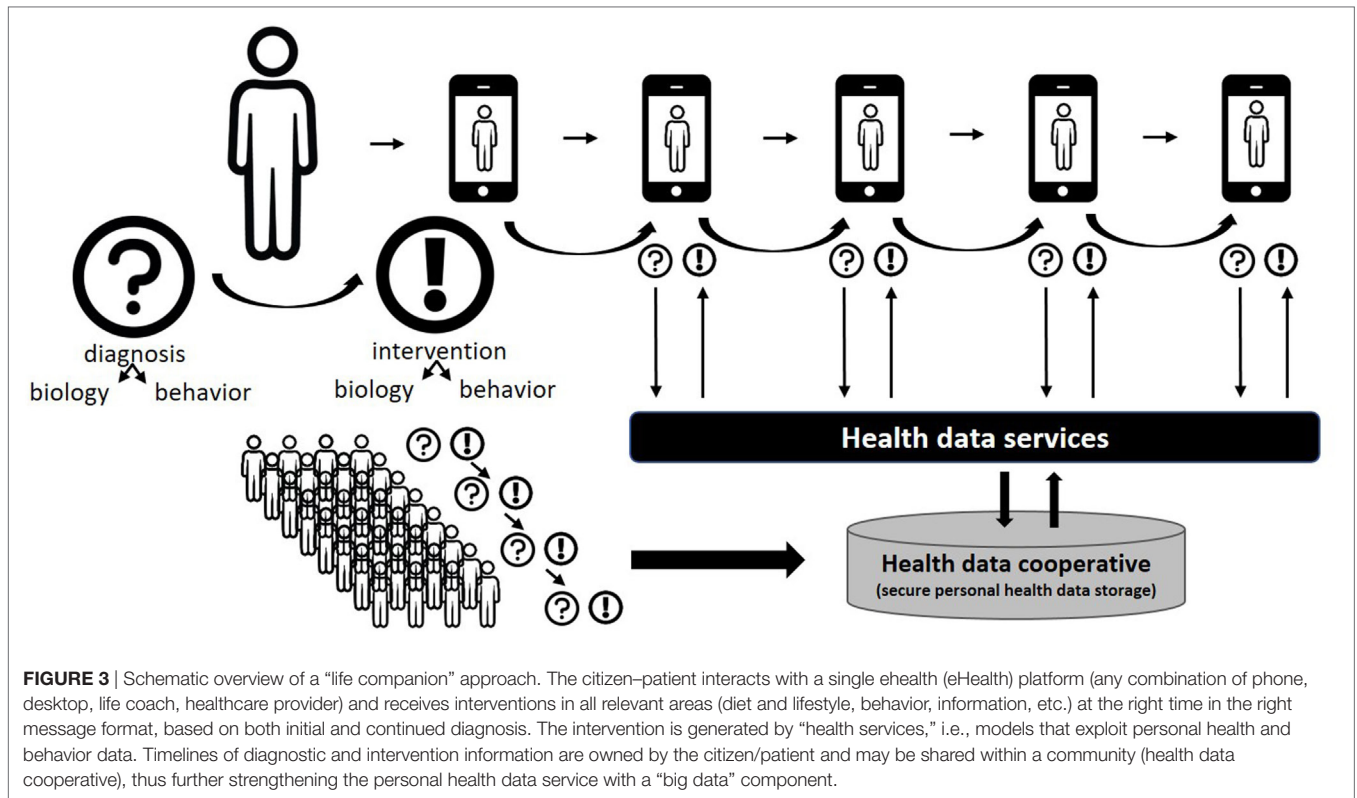 diagnosis
biology behavior
intervention
biology behavior
Health data services
Health data cooperative
(secure personal health data storage)
FIGURE 3 | Schematic overview of a “life companion” approach. The citizen–patient interacts with a single ehealth (eHealth) platform (any combination of phone,
desktop, life coach, healthcare provider) and receives interventions in all relevant areas (diet and lifestyle, behavior, information, etc.) at the right time in the right
message format, based on both initial and continued diagnosis. The intervention is generated by “health services,” i.e., models that exploit personal health and
behavior data. Timelines of diagnostic and intervention information are owned by the citizen/patient and may be shared within a community (health data
cooperative), thus further strengthening the personal health data service with a “big data” component.